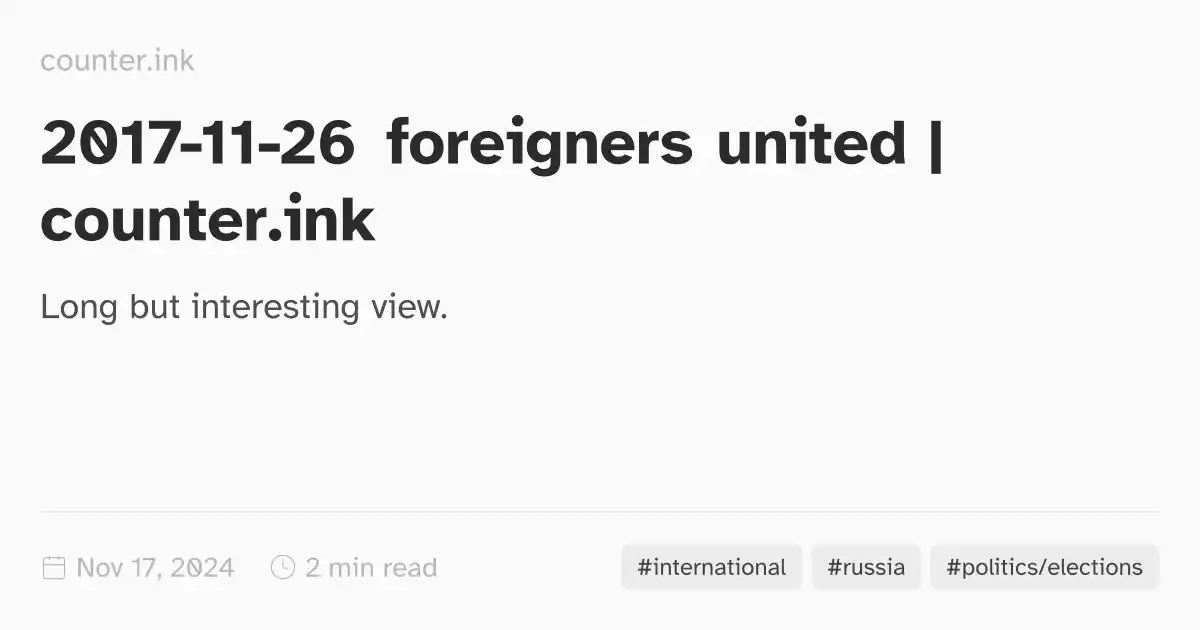 counter.ink
2017-11-26 foreigners united |
counter.ink
Long but interesting view.
Nov 17, 2024 2 min read #international #russia #politics/elections